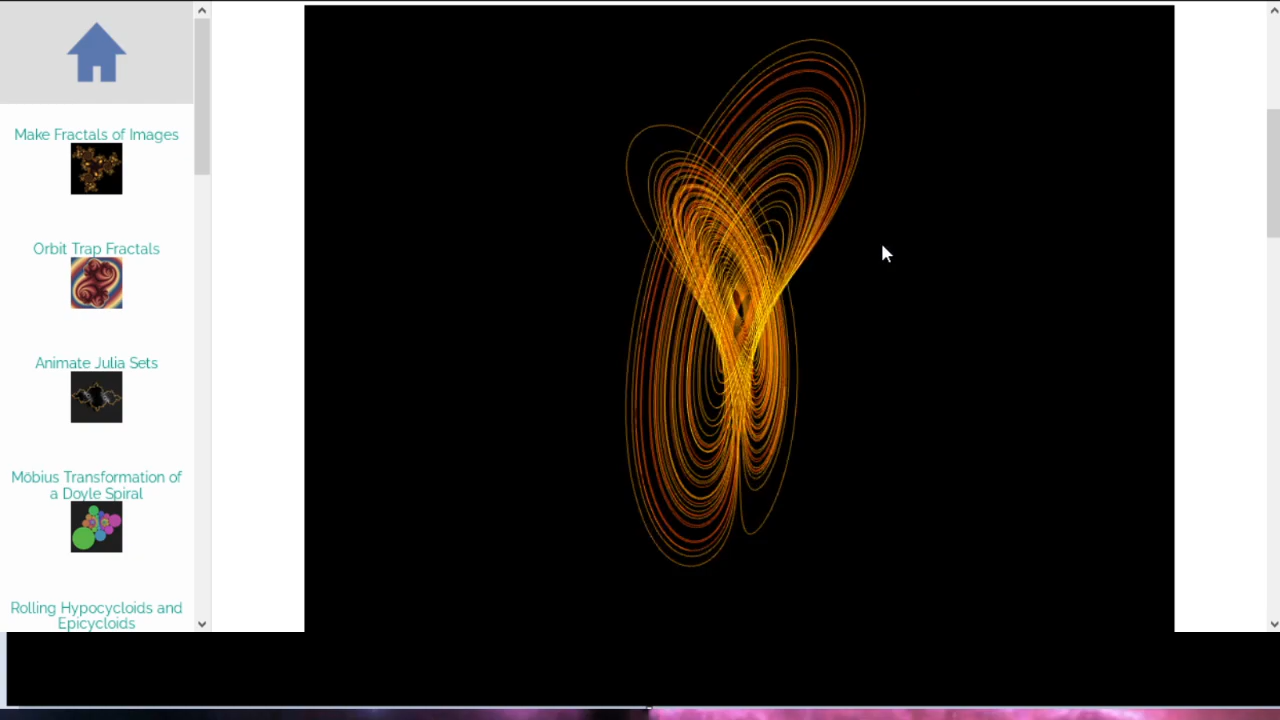 Make Fractals of Images
Orbit Trap Fractals
Animate Julia Sets
Möbius Transformation of
a Doyle Spiral
Rolling Hypocycloids and
Epicycloids